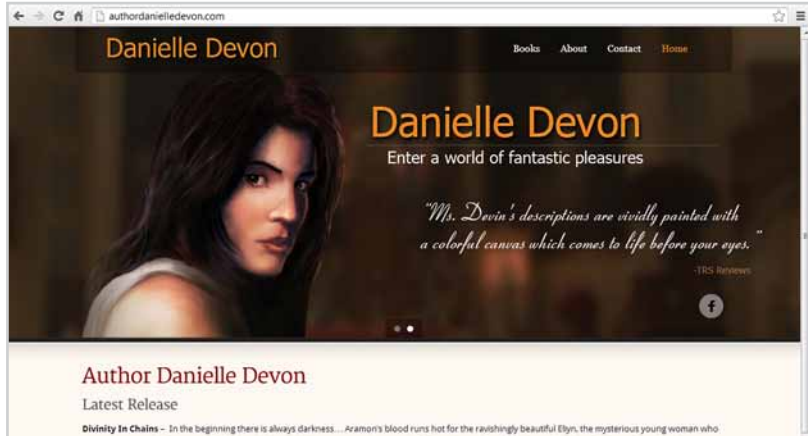 authordanielledevon.com
Danielle Devon
Books About Contact Home
Danielle Devon
Enter a world of fantastic pleasures
"Ms. Devin's descriptions are vividly painted with
a colorful canvas which comes to life before your eyes."
-TRS Reviews
f
Author Danielle Devon
Latest Release
Divinity In Chains – In the beginning there is always darkness... Aramon's blood runs hot for the ravishingly beautiful Ellyn, the mysterious young woman who